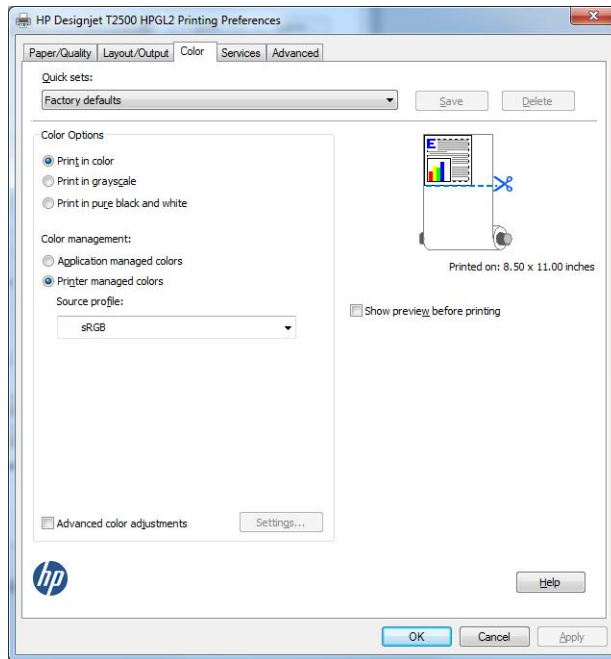 HP Designjet T2500 HPGL2 Printing Preferences
Paper/Quality Layout/Output Color Services Advanced
Quick sets:
Factory defaults
Save Delete
Color Options
Print in color
Print in grayscale
Print in pure black and white
Color management:
Application managed colors
Printer managed colors
Source profile:
sRGB
E
Printed on: 8.50 x 11.00 inches
Show preview before printing
Advanced color adjustments Settings...
hp
Help
OK Cancel Apply